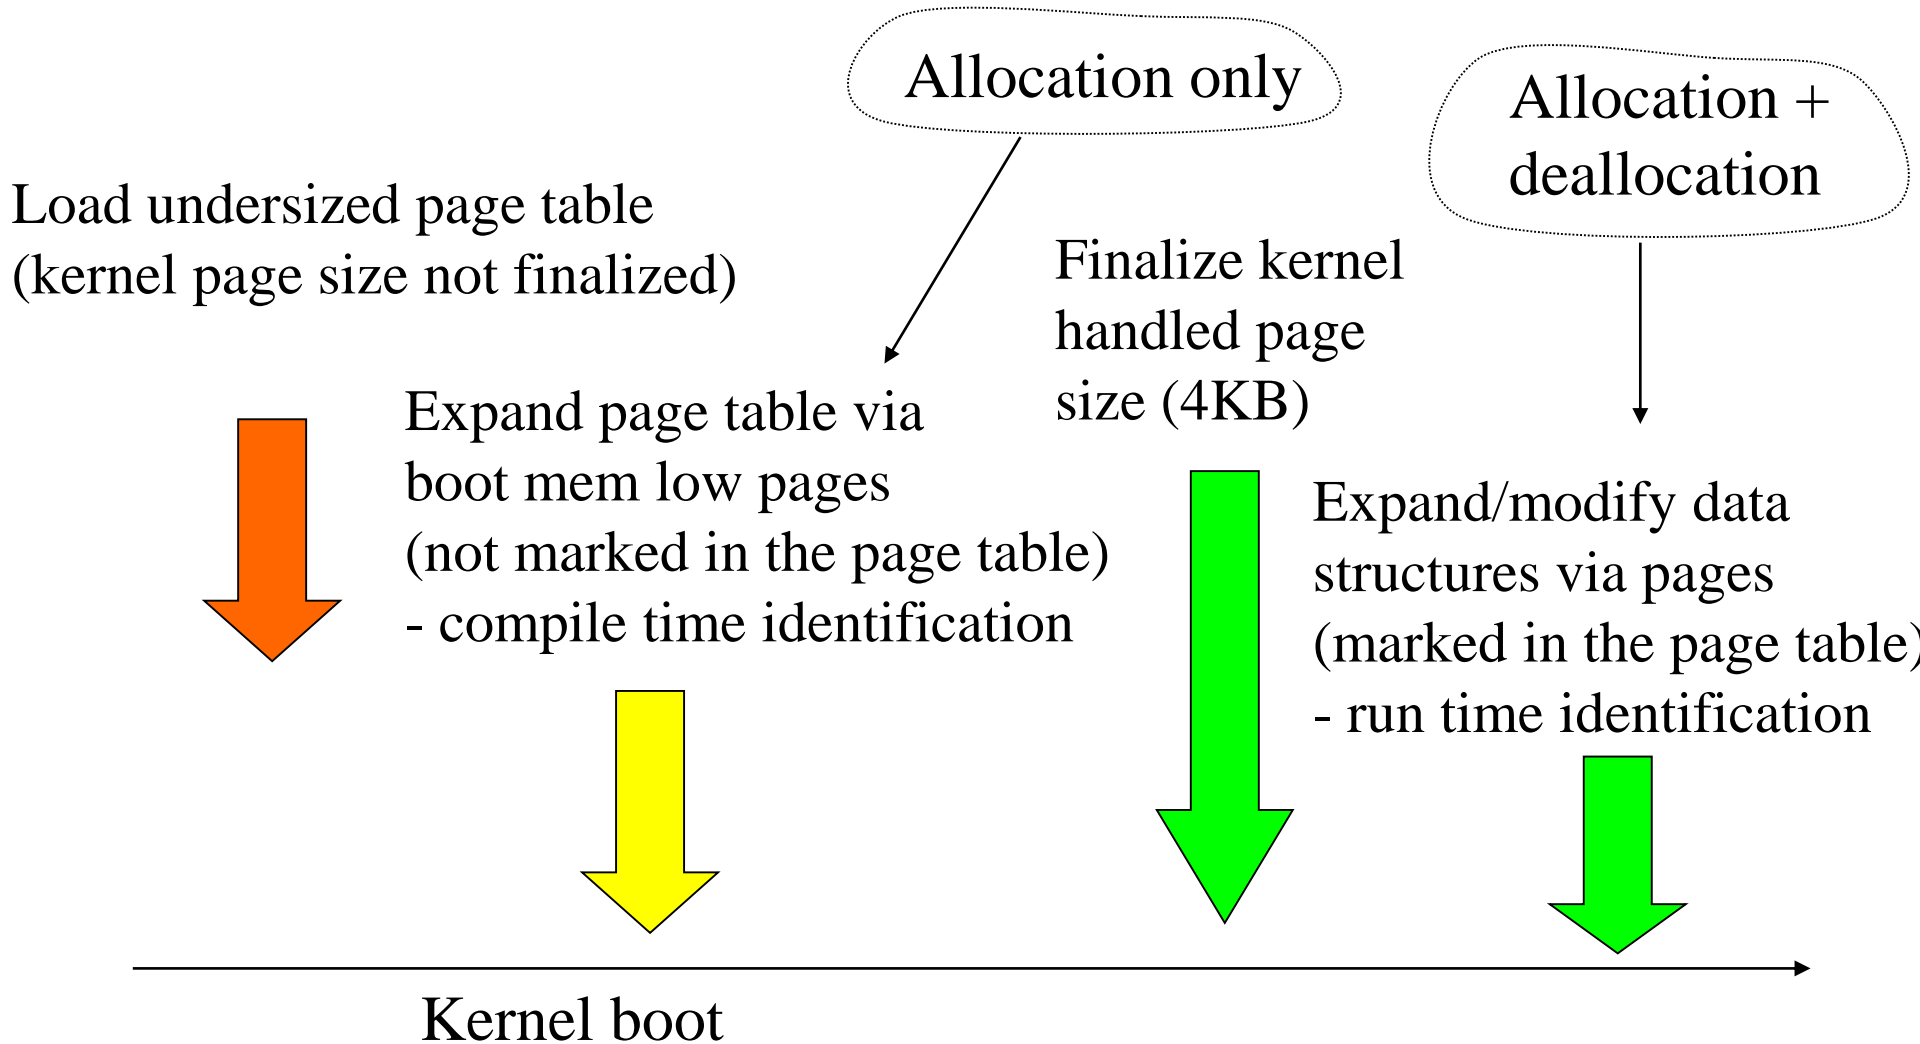 Allocation only
Allocation +
deallocation
Load undersized page table
(kernel page size not finalized)
Expand page table via
boot mem low pages
(not marked in the page table)
- compile time identification
Finalize kernel
handled page
size (4KB)
Expand/modify data
structures via pages
(marked in the page table)
- run time identification
Kernel boot